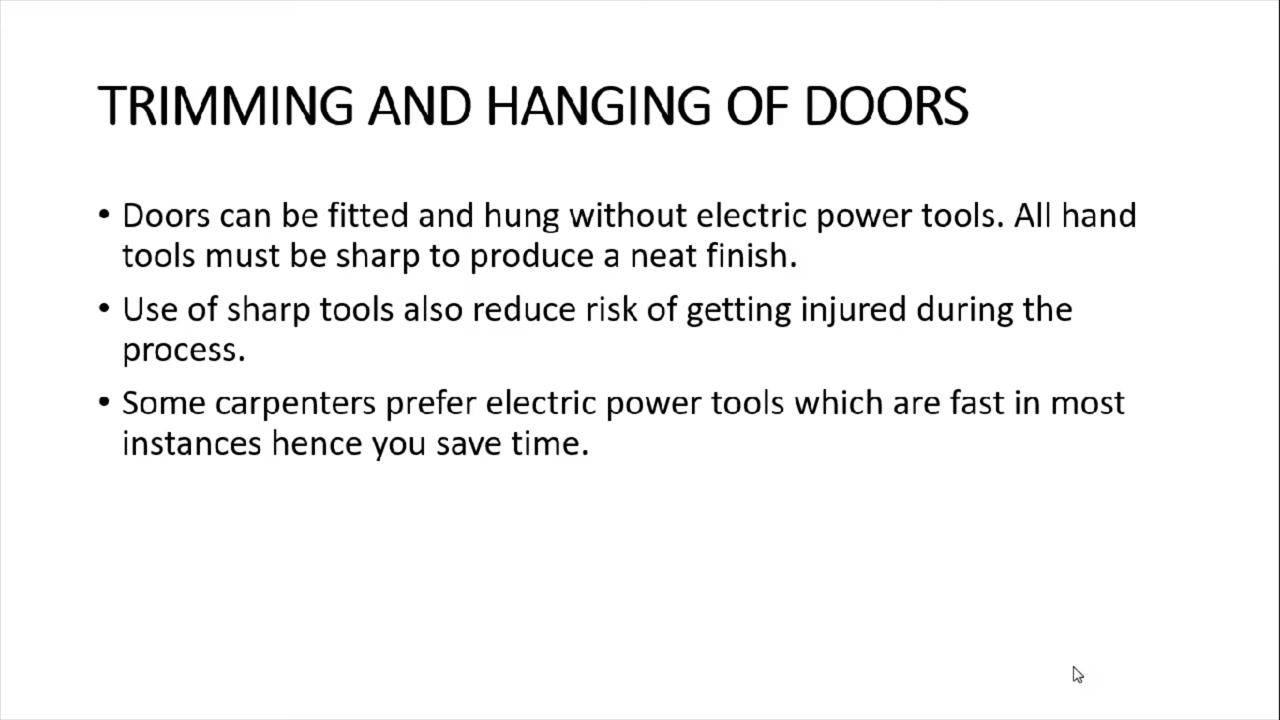 TRIMMING AND HANGING OF DOORS
• Doors can be fitted and hung without electric power tools. All hand
tools must be sharp to produce a neat finish.
• Use of sharp tools also reduce risk of getting injured during the
process.
• Some carpenters prefer electric power tools which are fast in most
instances hence you save time.